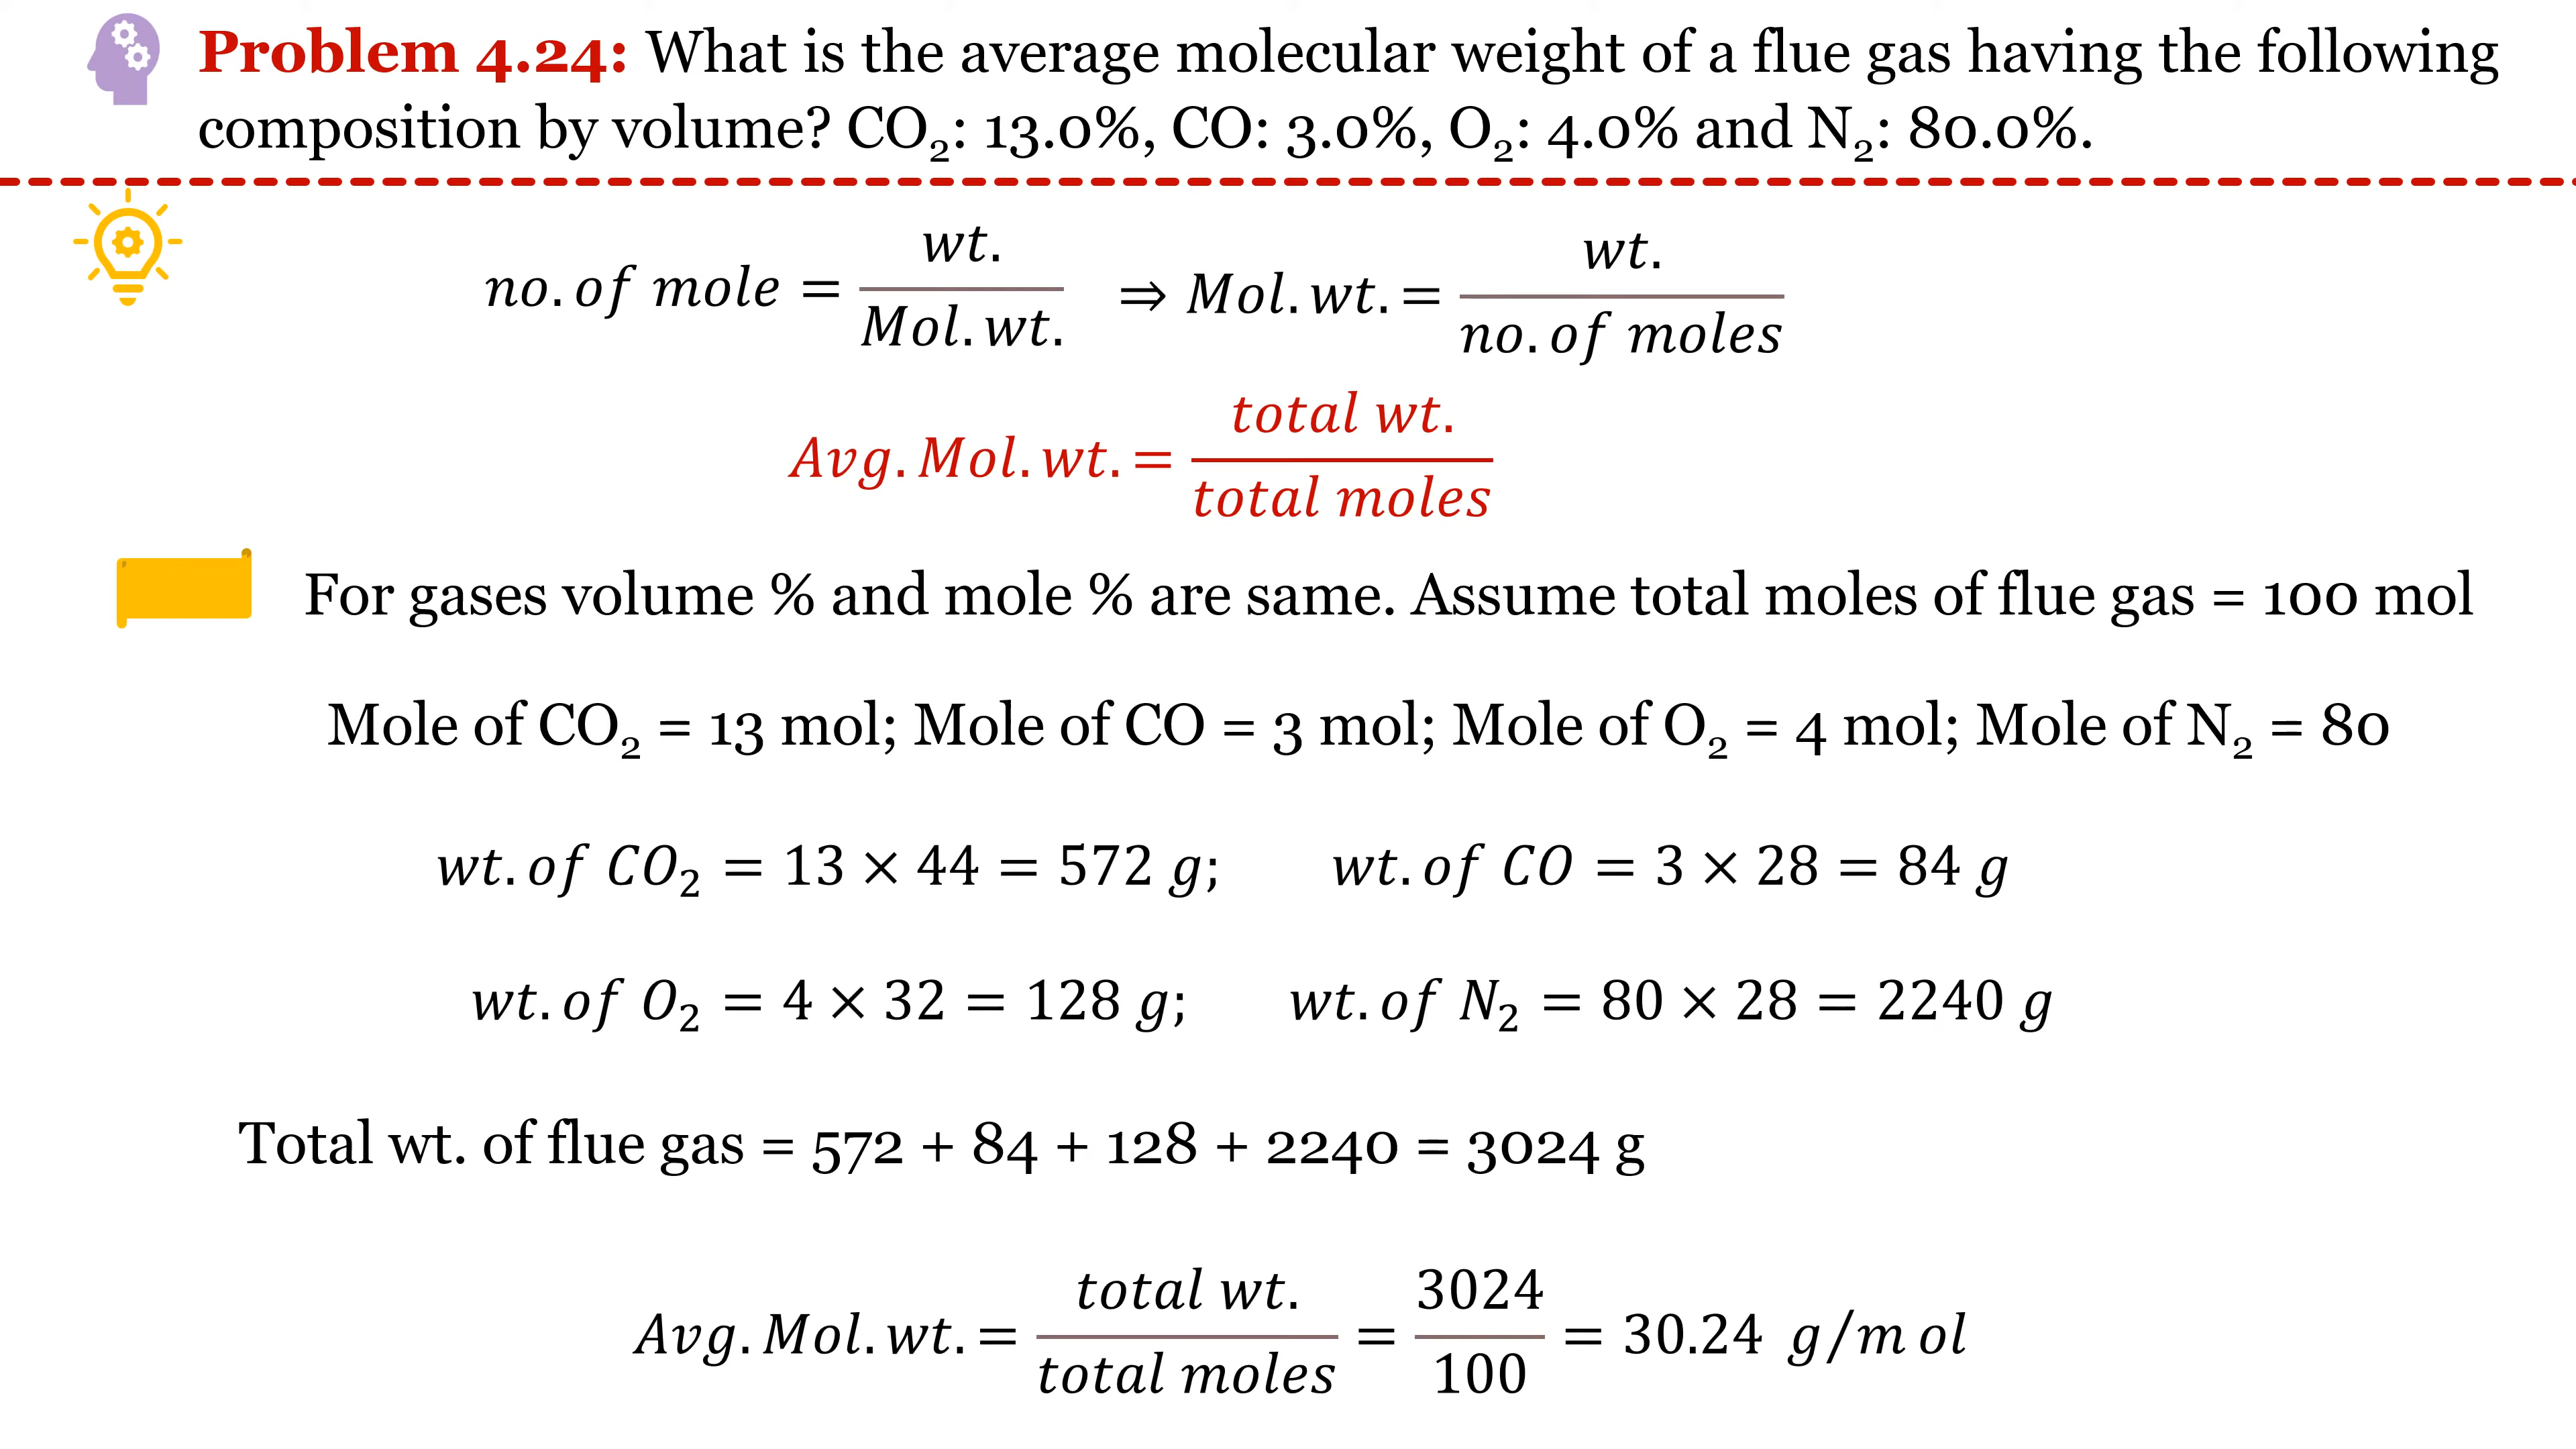 Problem 4.24: What is the average molecular weight of a flue gas having the following
composition by volume? CO₂: 13.0%, CO: 3.0%, O₂: 4.0% and N₂: 80.0%.
no. of mole = wt. / Mol. wt. ⇒ Mol. wt. = wt. / no. of moles
Avg. Mol. wt. = total wt. / total moles
For gases volume % and mole % are same. Assume total moles of flue gas = 100 mol
Mole of CO₂ = 13 mol; Mole of CO = 3 mol; Mole of O₂ = 4 mol; Mole of N₂ = 80
wt. of CO₂ = 13 × 44 = 572 g; wt. of CO = 3 × 28 = 84 g
wt. of O₂ = 4 × 32 = 128 g; wt. of N₂ = 80 × 28 = 2240 g
Total wt. of flue gas = 572 + 84 + 128 + 2240 = 3024 g
Avg. Mol. wt. = total wt. / total moles = 3024 / 100 = 30.24 g/mol